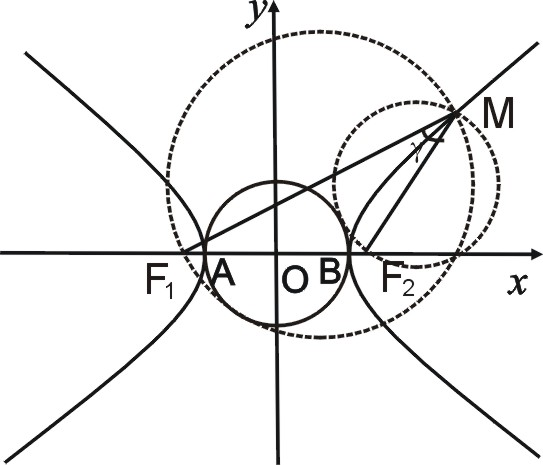 y
M
γ
F₁ A O B F₂ x